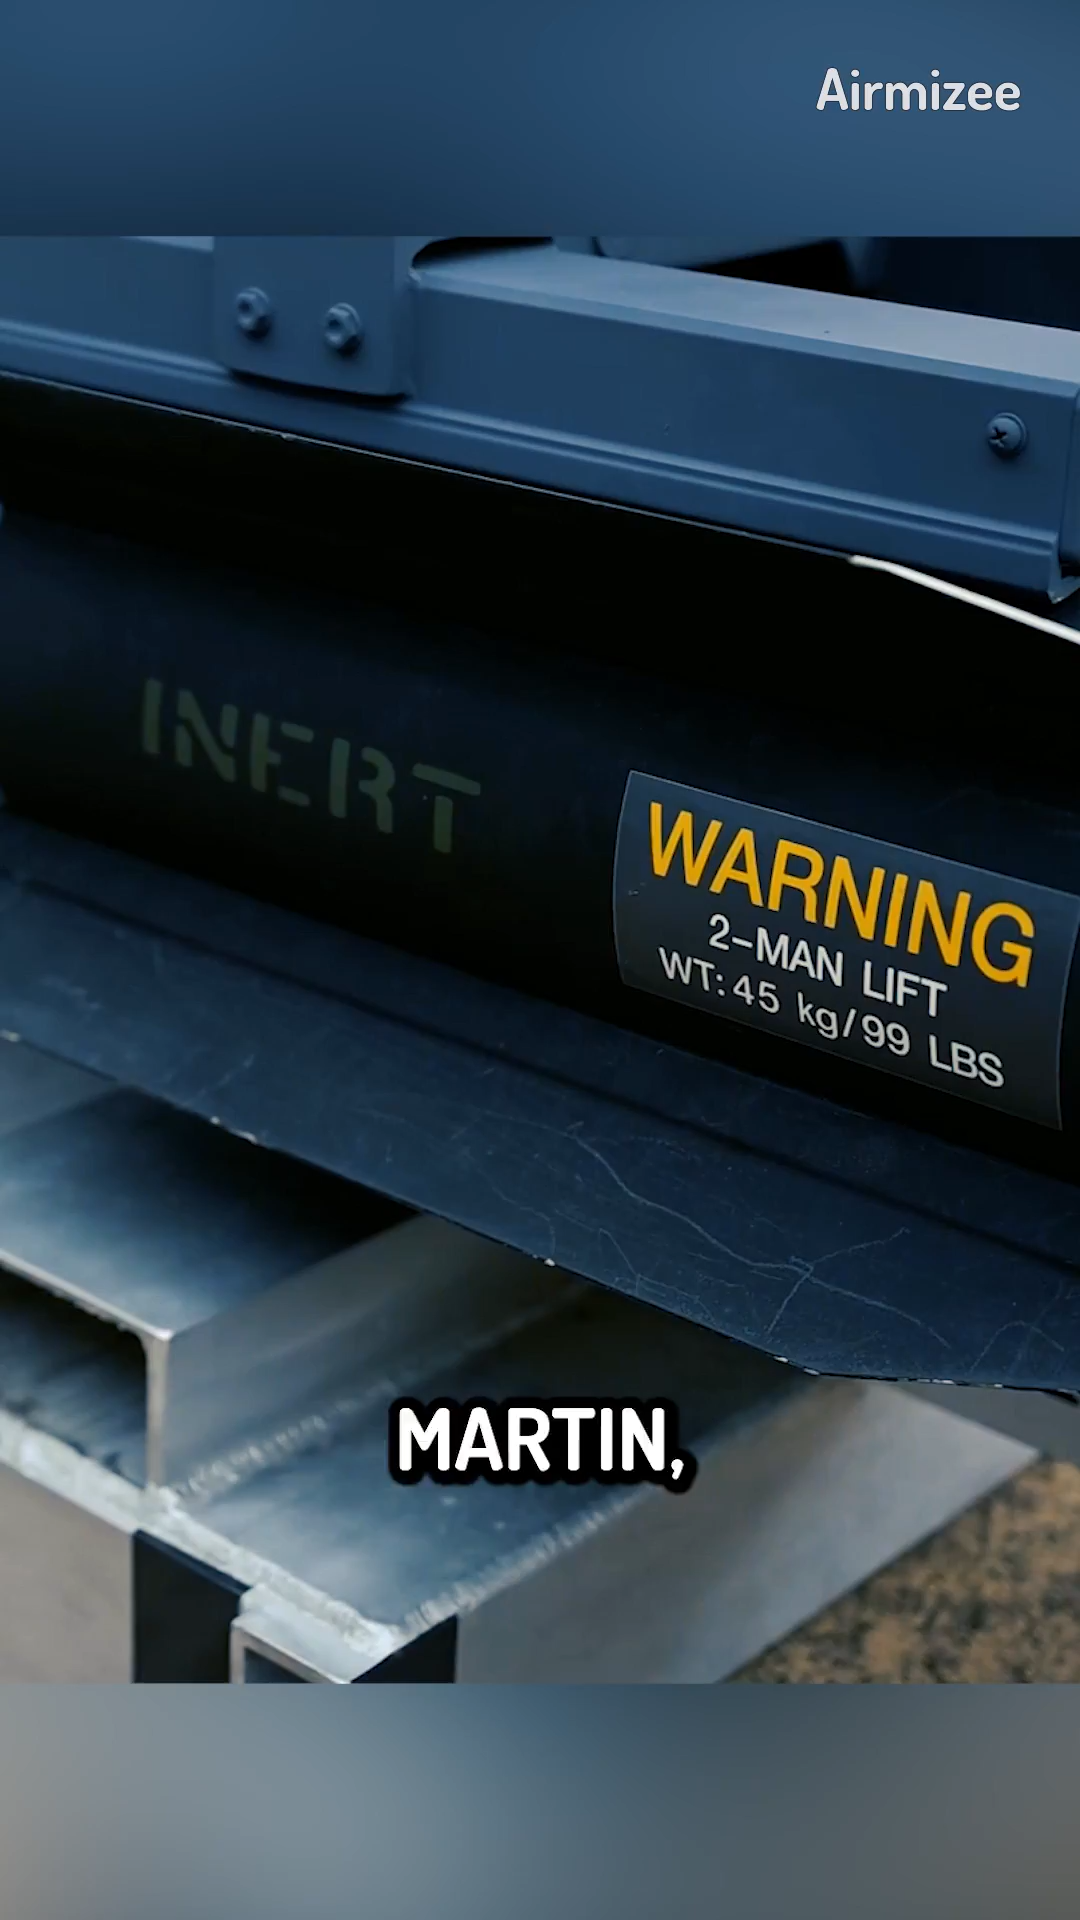 Airmizee
INERT
WARNING
2-MAN LIFT
WT: 45 kg/99 LBS
MARTIN,